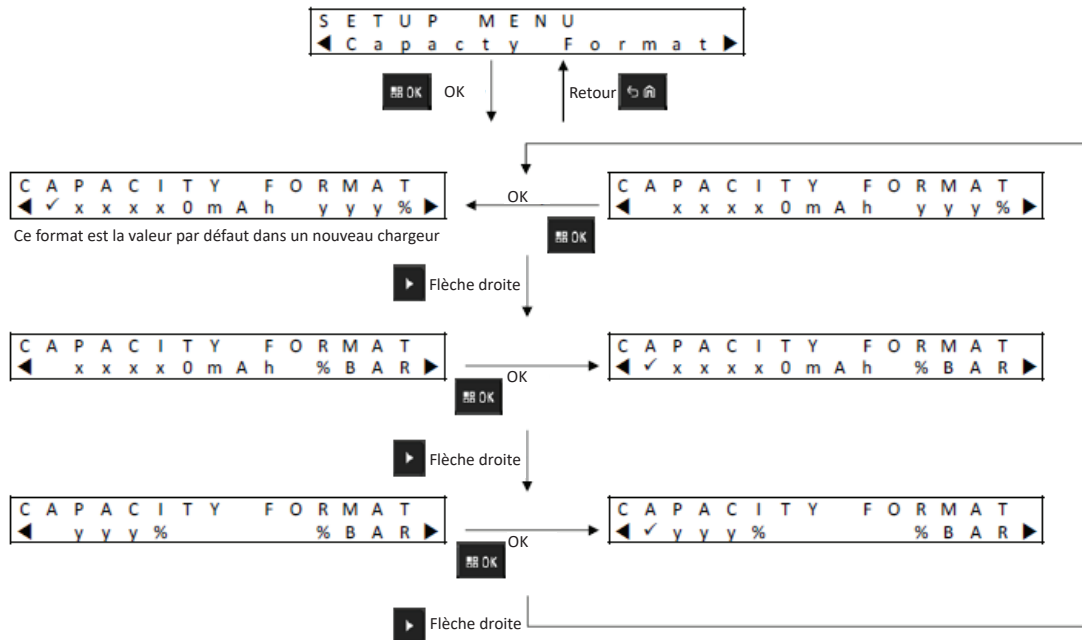 SETUP MENU
◀ Capacty Format ▶
OK OK Retour
CAPACITY FORMAT
◀ ✓ xxxx0mAh yyy% ▶
OK
CAPACITY FORMAT
◀ xxxx0mAh yyy% ▶
Ce format est la valeur par défaut dans un nouveau chargeur
OK
Flèche droite
CAPACITY FORMAT
◀ xxxx0mAh %BAR ▶
OK
OK
CAPACITY FORMAT
◀ ✓ xxxx0mAh %BAR ▶
Flèche droite
CAPACITY FORMAT
◀ yyy% %BAR ▶
OK
OK
CAPACITY FORMAT
◀ ✓ yyy% %BAR ▶
Flèche droite